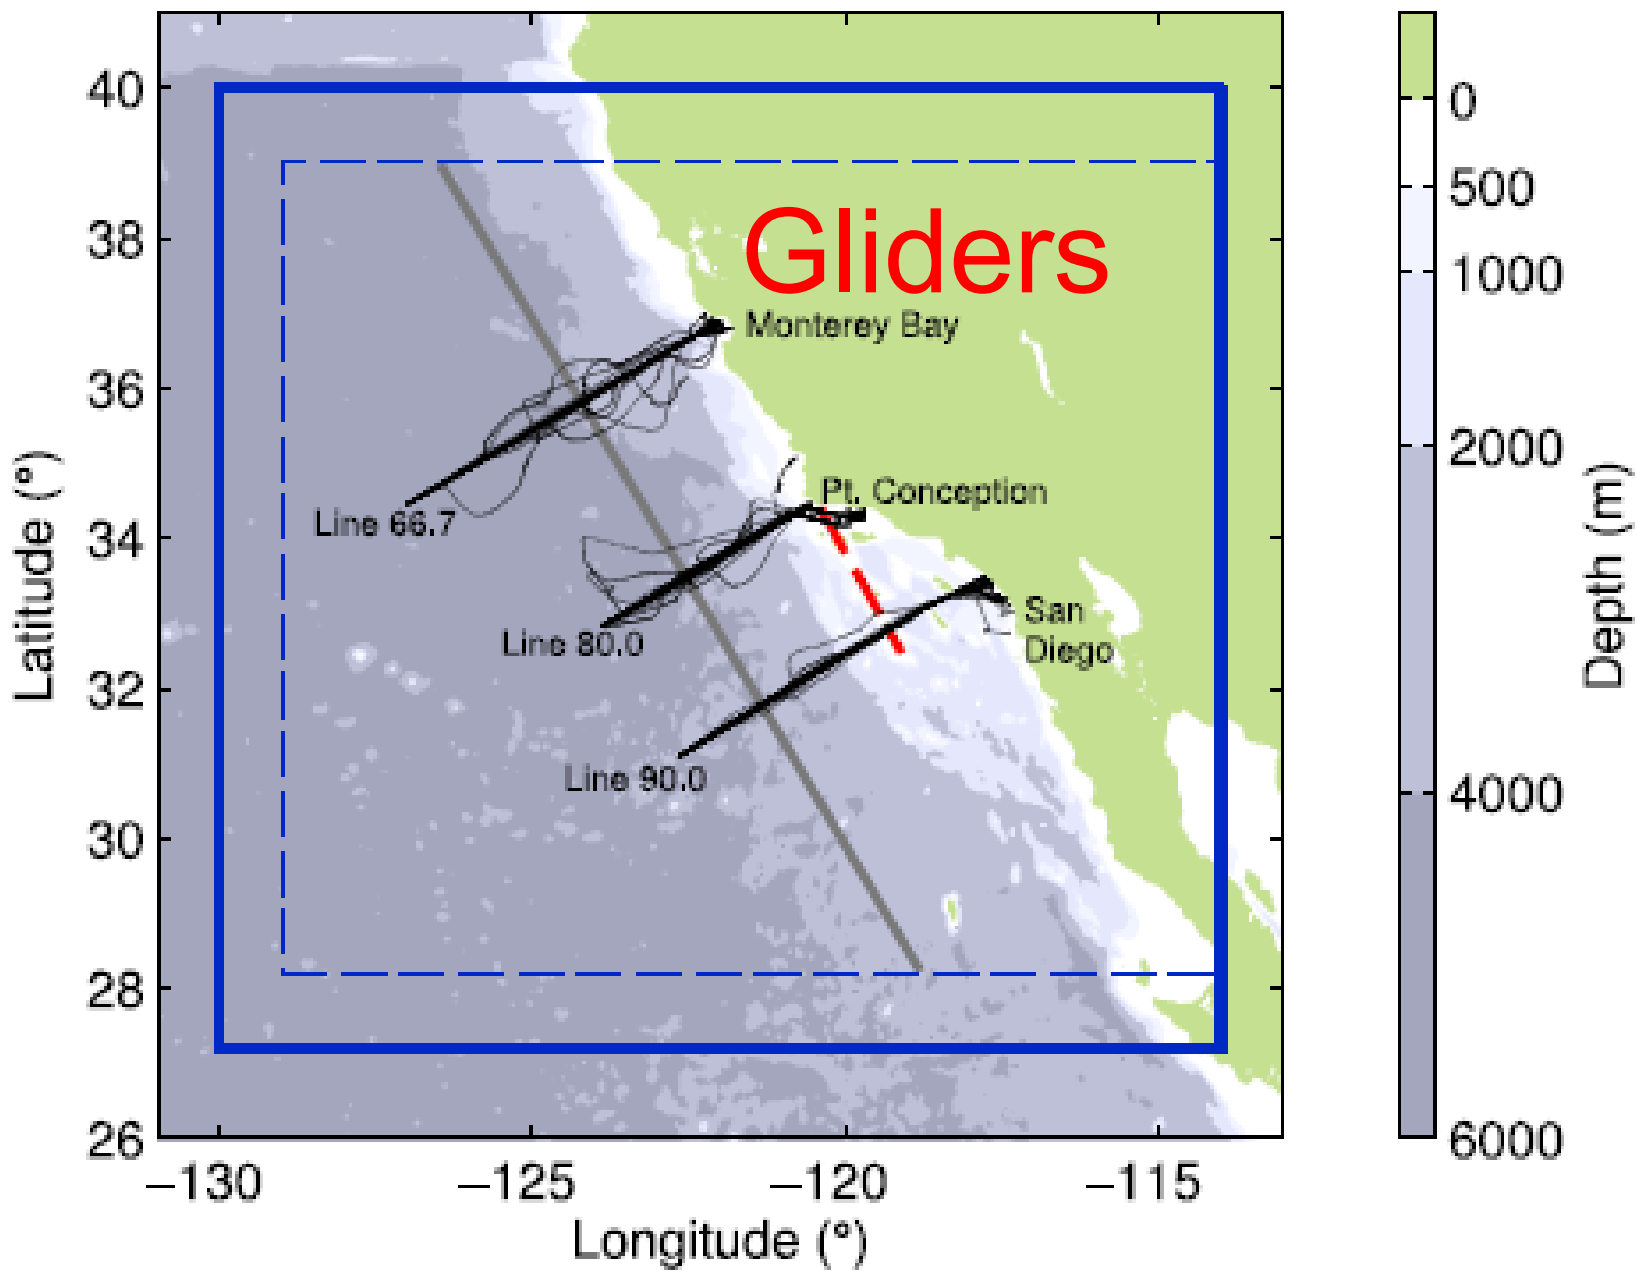 40
38
36
34
32
30
28
26
Latitude (°)
Gliders
Monterey Bay
Line 66.7
Pt. Conception
Line 80.0
San
Diego
Line 90.0
−130
−125
−120
−115
Longitude (°)
0
500
1000
2000
4000
6000
Depth (m)